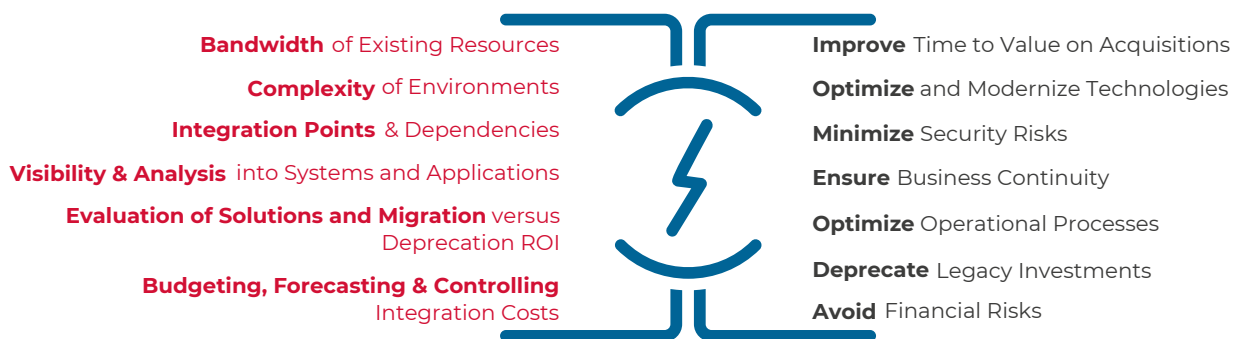 Bandwidth of Existing Resources
Complexity of Environments
Integration Points & Dependencies
Visibility & Analysis into Systems and Applications
Evaluation of Solutions and Migration versus
Deprecation ROI
Budgeting, Forecasting & Controlling
Integration Costs
Improve Time to Value on Acquisitions
Optimize and Modernize Technologies
Minimize Security Risks
Ensure Business Continuity
Optimize Operational Processes
Deprecate Legacy Investments
Avoid Financial Risks